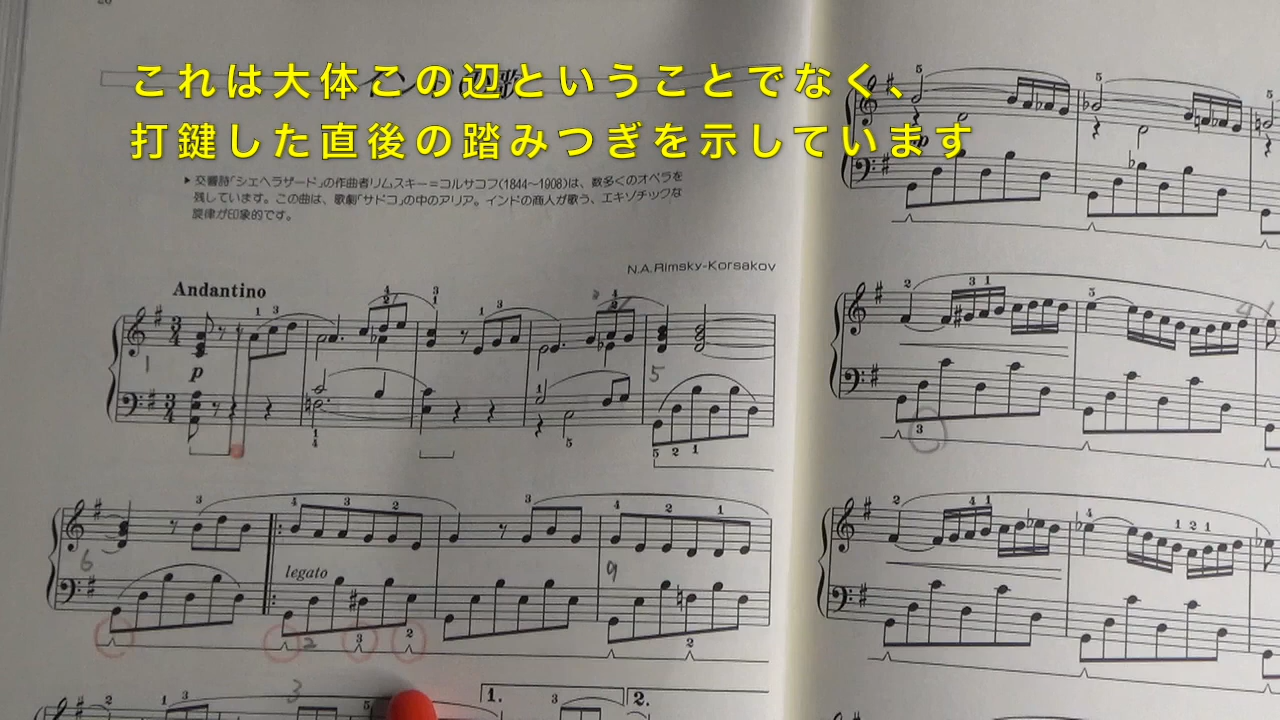 これは大体この辺ということでなく、
打鍵した直後の踏みつぎを示しています
▶交響詩「シェヘラザード」の作曲者リムスキー=コルサコフ(1844〜1908)は、数多くのオペラを
残しています。この曲は、歌劇「サドコ」の中のアリア。インドの商人が歌う、エキゾチックな
旋律が印象的です。
N.A.Rimsky-Korsakov
Andantino
p
legato
1.
2.